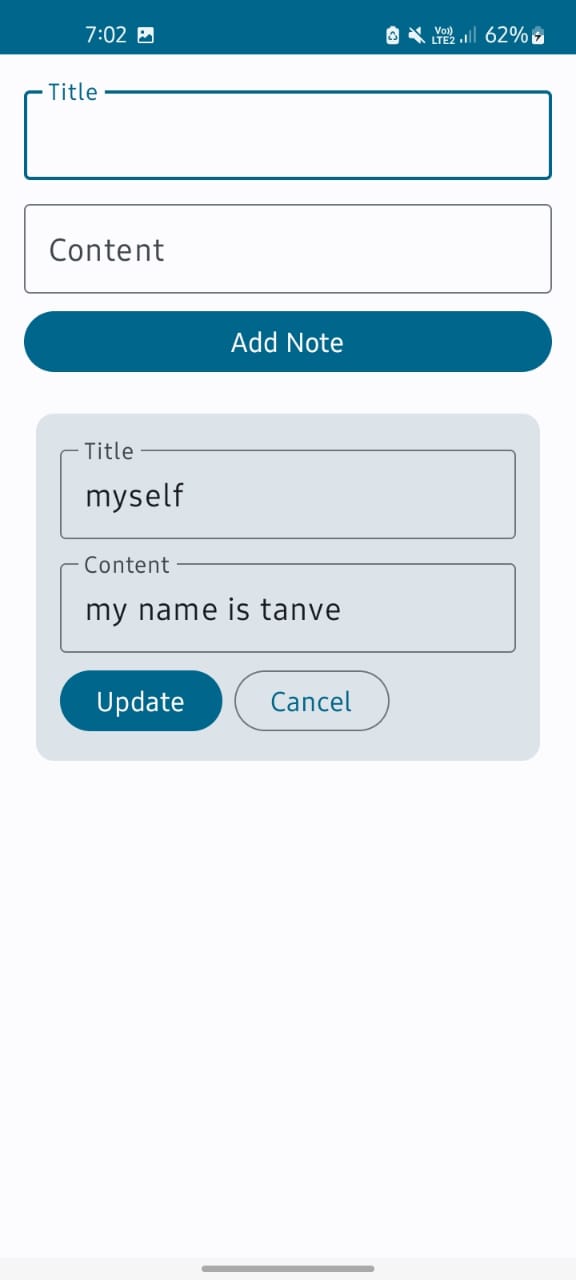 7:02 Vo)) LTE2 62%
Title
Content
Add Note
Title
myself
Content
my name is tanve
Update Cancel